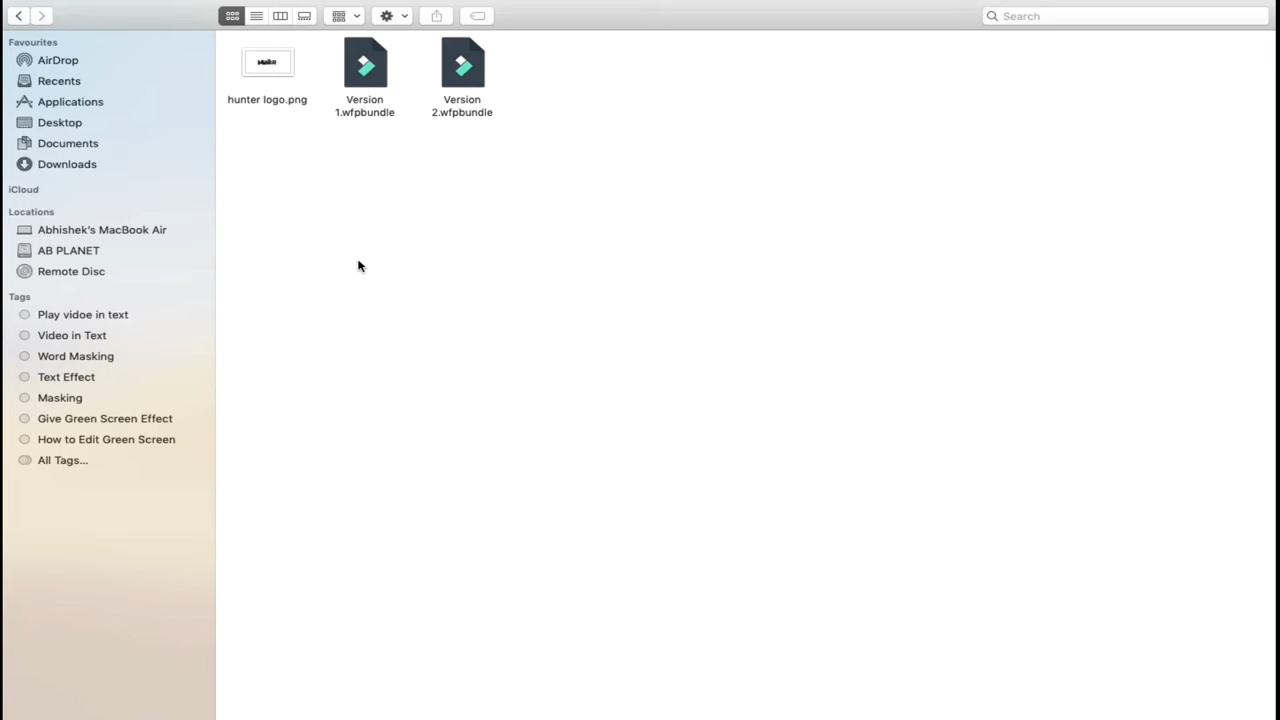 Search
Favourites
AirDrop
Recents
Applications
Desktop
Documents
Downloads
iCloud
Locations
Abhishek's MacBook Air
AB PLANET
Remote Disc
Tags
Play vidoe in text
Video in Text
Word Masking
Text Effect
Masking
Give Green Screen Effect
How to Edit Green Screen
All Tags...
hunter logo.png
Version
1.wfpbundle
Version
2.wfpbundle